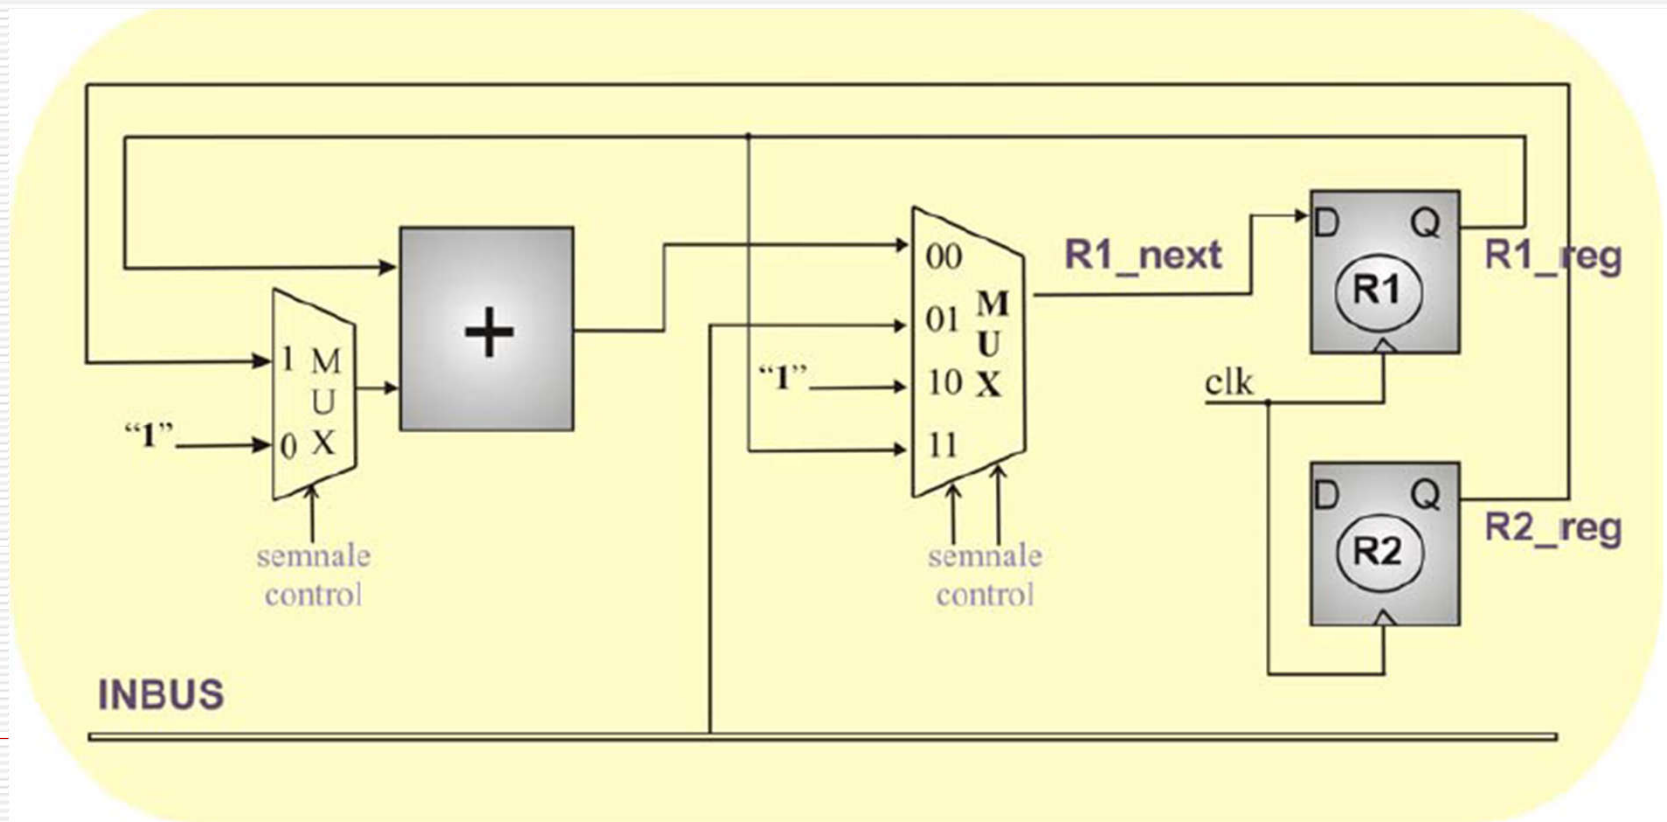 D Q
00
R1_next
R1_reg
R1
M
01
+
U
1 M
“1”
10 X
clk
U
“1”
0 X
11
D Q
R2_reg
R2
semnale
control
semnale
control
INBUS